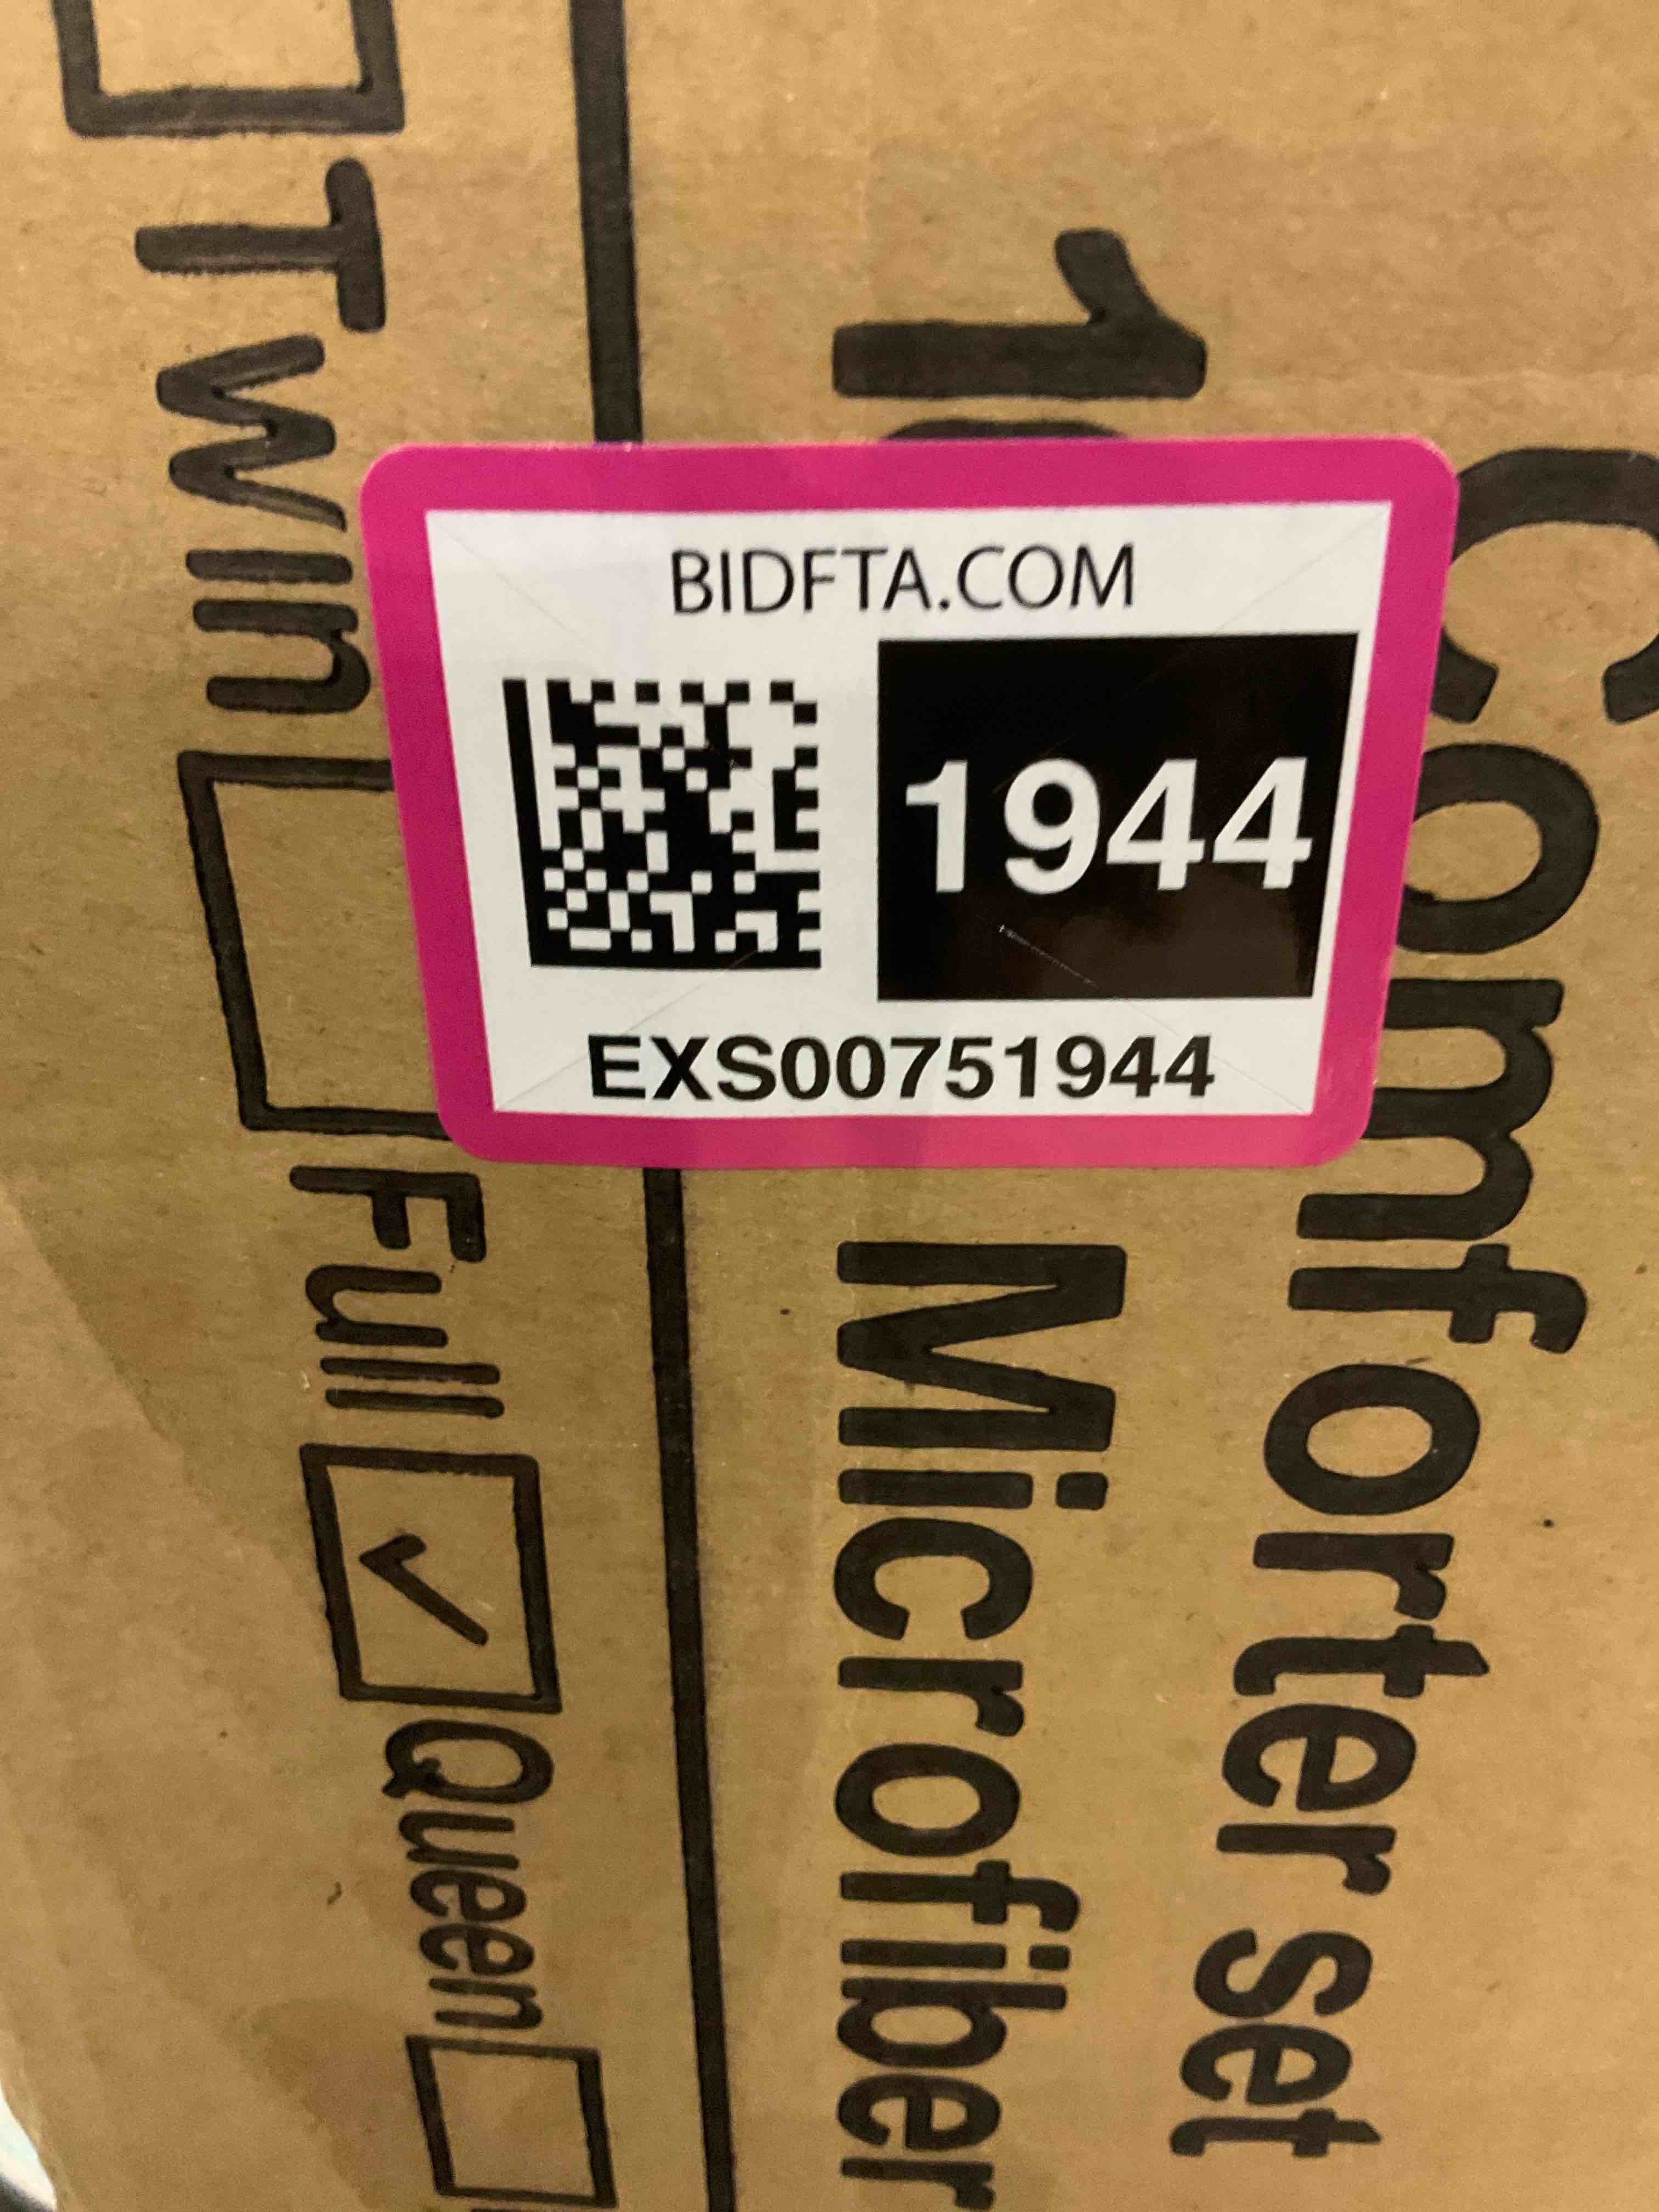 BIDFTA.COM
1944
EXS00751944
Comforter set
Microfiber
Twin Full ✓ Queen